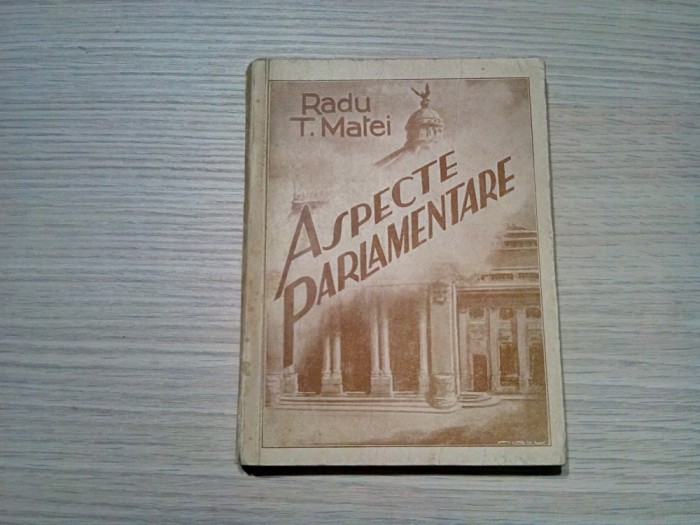 Radu
T. Matei
ASPECTE
PARLAMENTARE